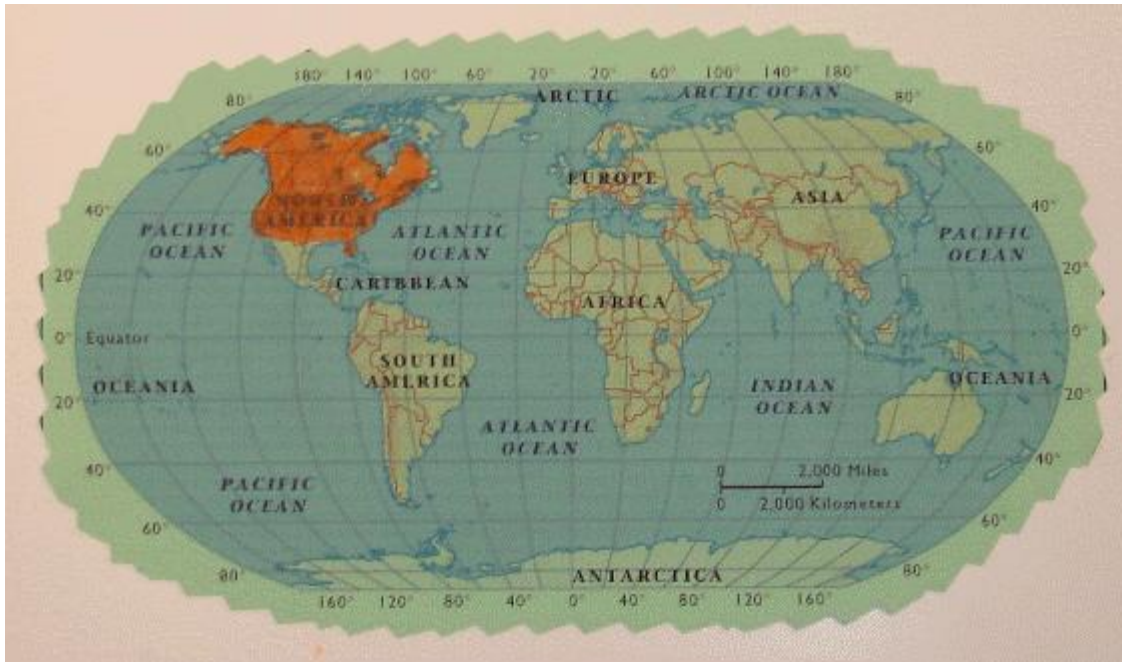 180° 140° 100° 60° 20° 20° 60° 100° 140° 180°
80° ARCTIC ARCTIC OCEAN 80°
60° 60°
EUROPE
ASIA
NORTH
AMERICA
40° 40°
PACIFIC
OCEAN
ATLANTIC
OCEAN
PACIFIC
OCEAN
20° CARIBBEAN 20°
AFRICA
0° Equator 0°
SOUTH
AMERICA
OCEANIA
INDIAN
OCEAN
OCEANIA
20° 20°
ATLANTIC
OCEAN
40° 40°
PACIFIC
OCEAN
0 2,000 Miles
0 2,000 Kilometers
60° 60°
80° ANTARCTICA 80°
160° 120° 80° 40° 0° 40° 80° 120° 160°